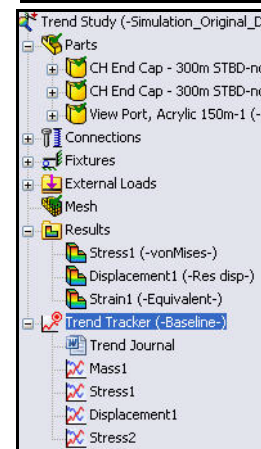 Trend Study (-Simulation_Original_D
Parts
CH End Cap - 300m STBD-ne
CH End Cap - 300m STBD-ne
View Port, Acrylic 150m-1 (-
Connections
Fixtures
External Loads
Mesh
Results
Stress1 (-vonMises-)
Displacement1 (-Res disp-)
Strain1 (-Equivalent-)
Trend Tracker (-Baseline-)
Trend Journal
Mass1
Stress1
Displacement1
Stress2